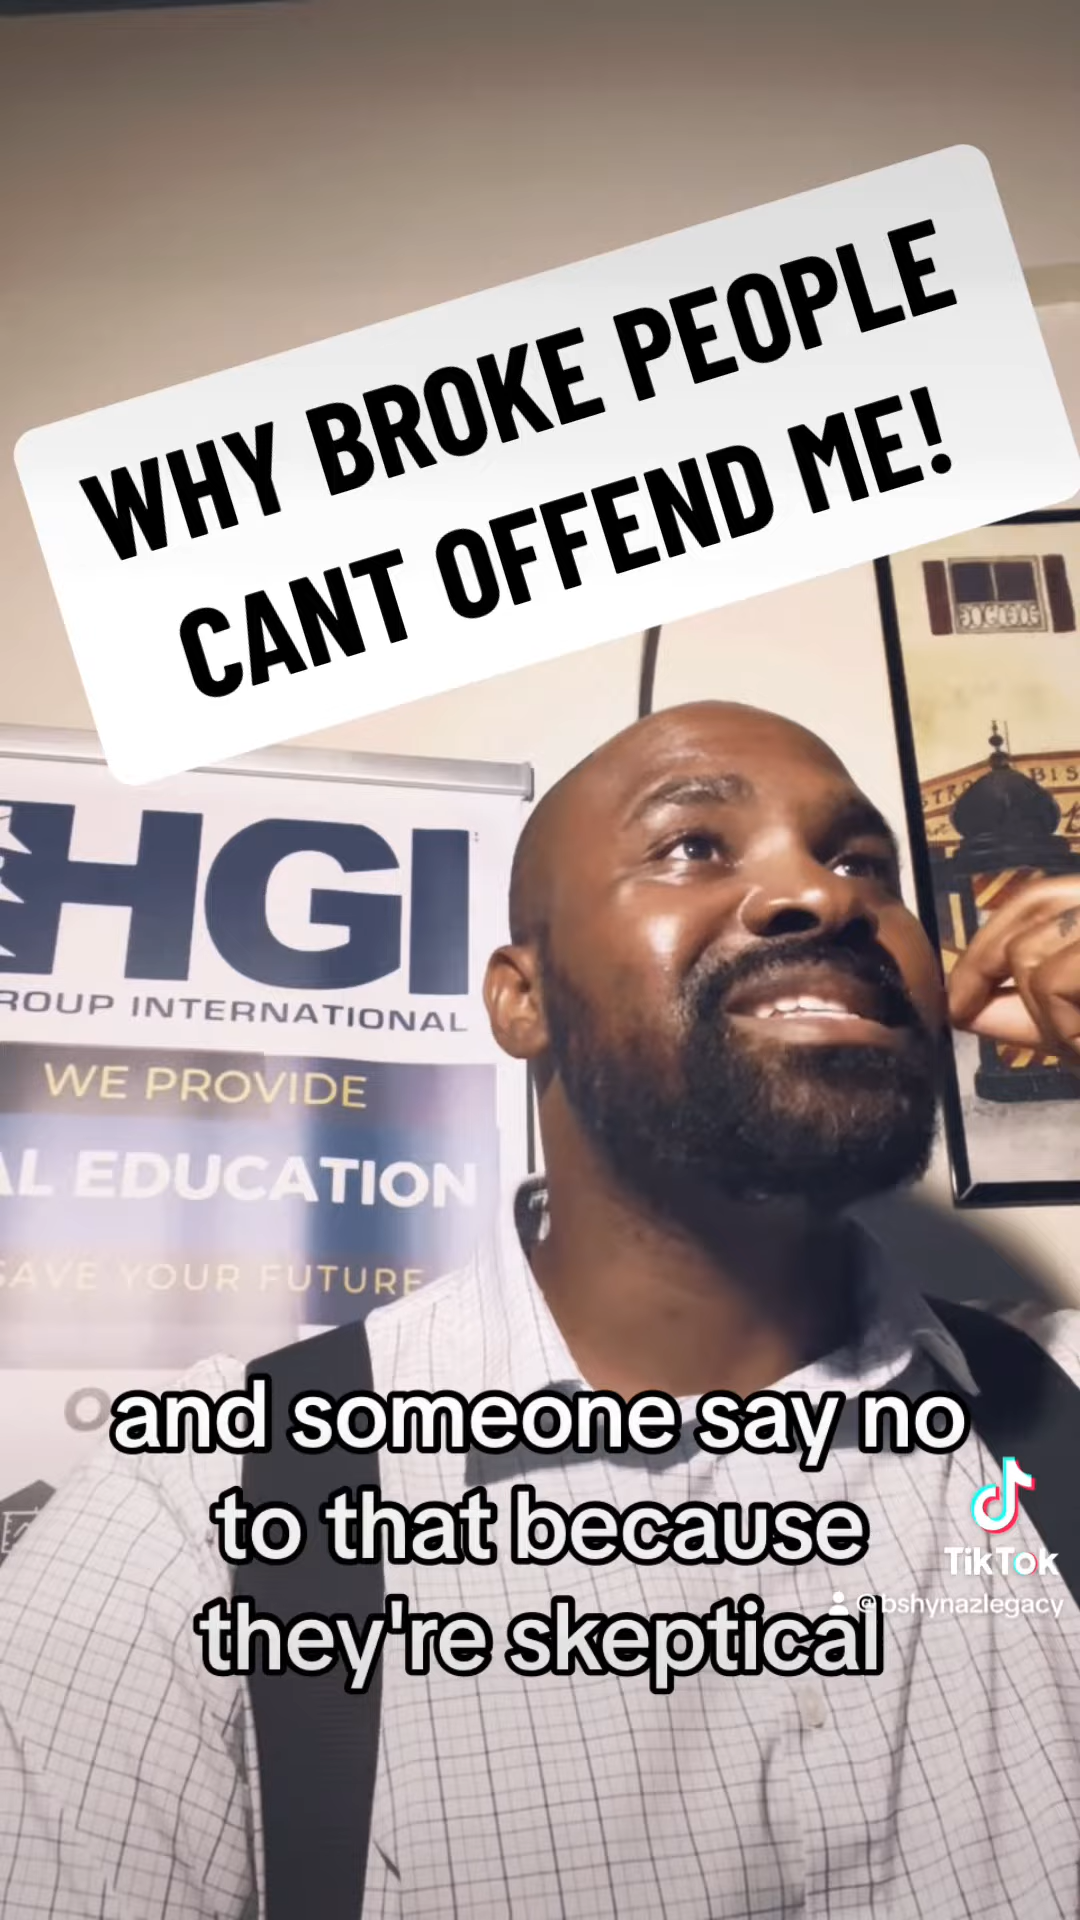 WHY BROKE PEOPLE
CANT OFFEND ME!
HGI
ROUP INTERNATIONAL
WE PROVIDE
AL EDUCATION
SAVE YOUR FUTURE
and someone say no
to that because
they're skeptical
TikTok
@bshynazlegacy